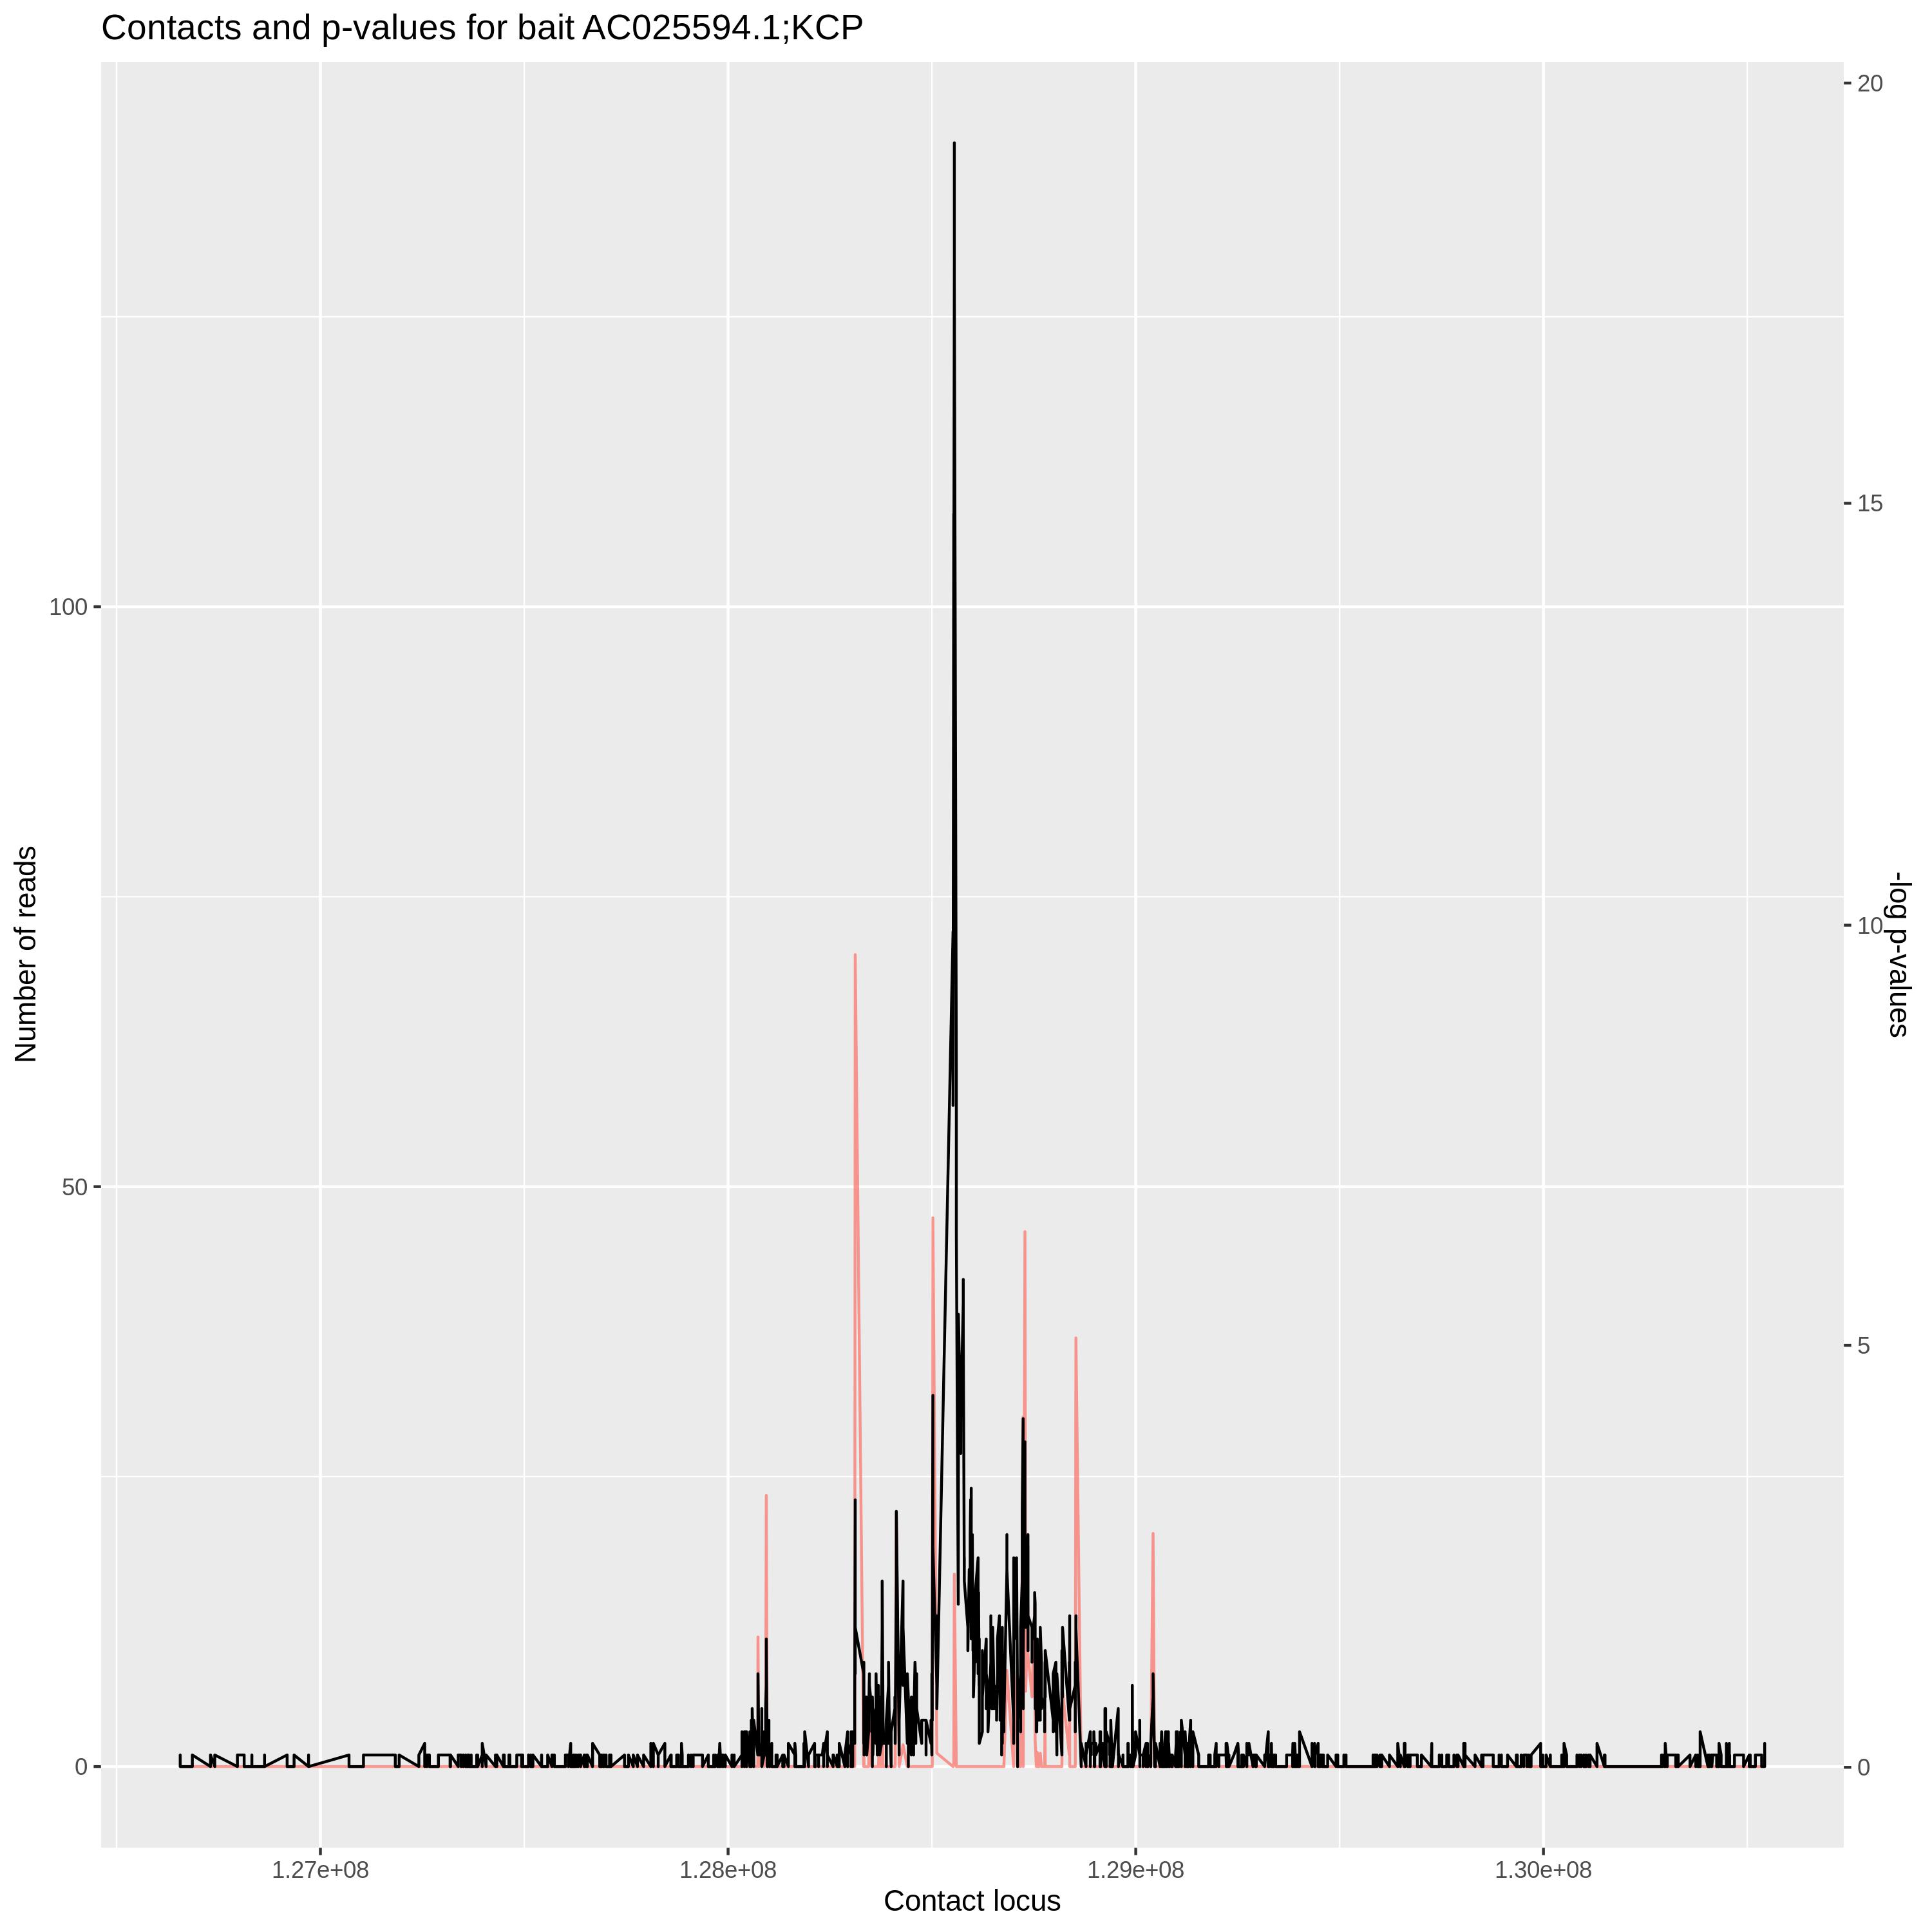 Contacts and p-values for bait AC025594.1;KCP
20
15
100
10
Number of reads
-log p-values
50
5
0
0
1.27e+08
1.28e+08
1.29e+08
1.30e+08
Contact locus